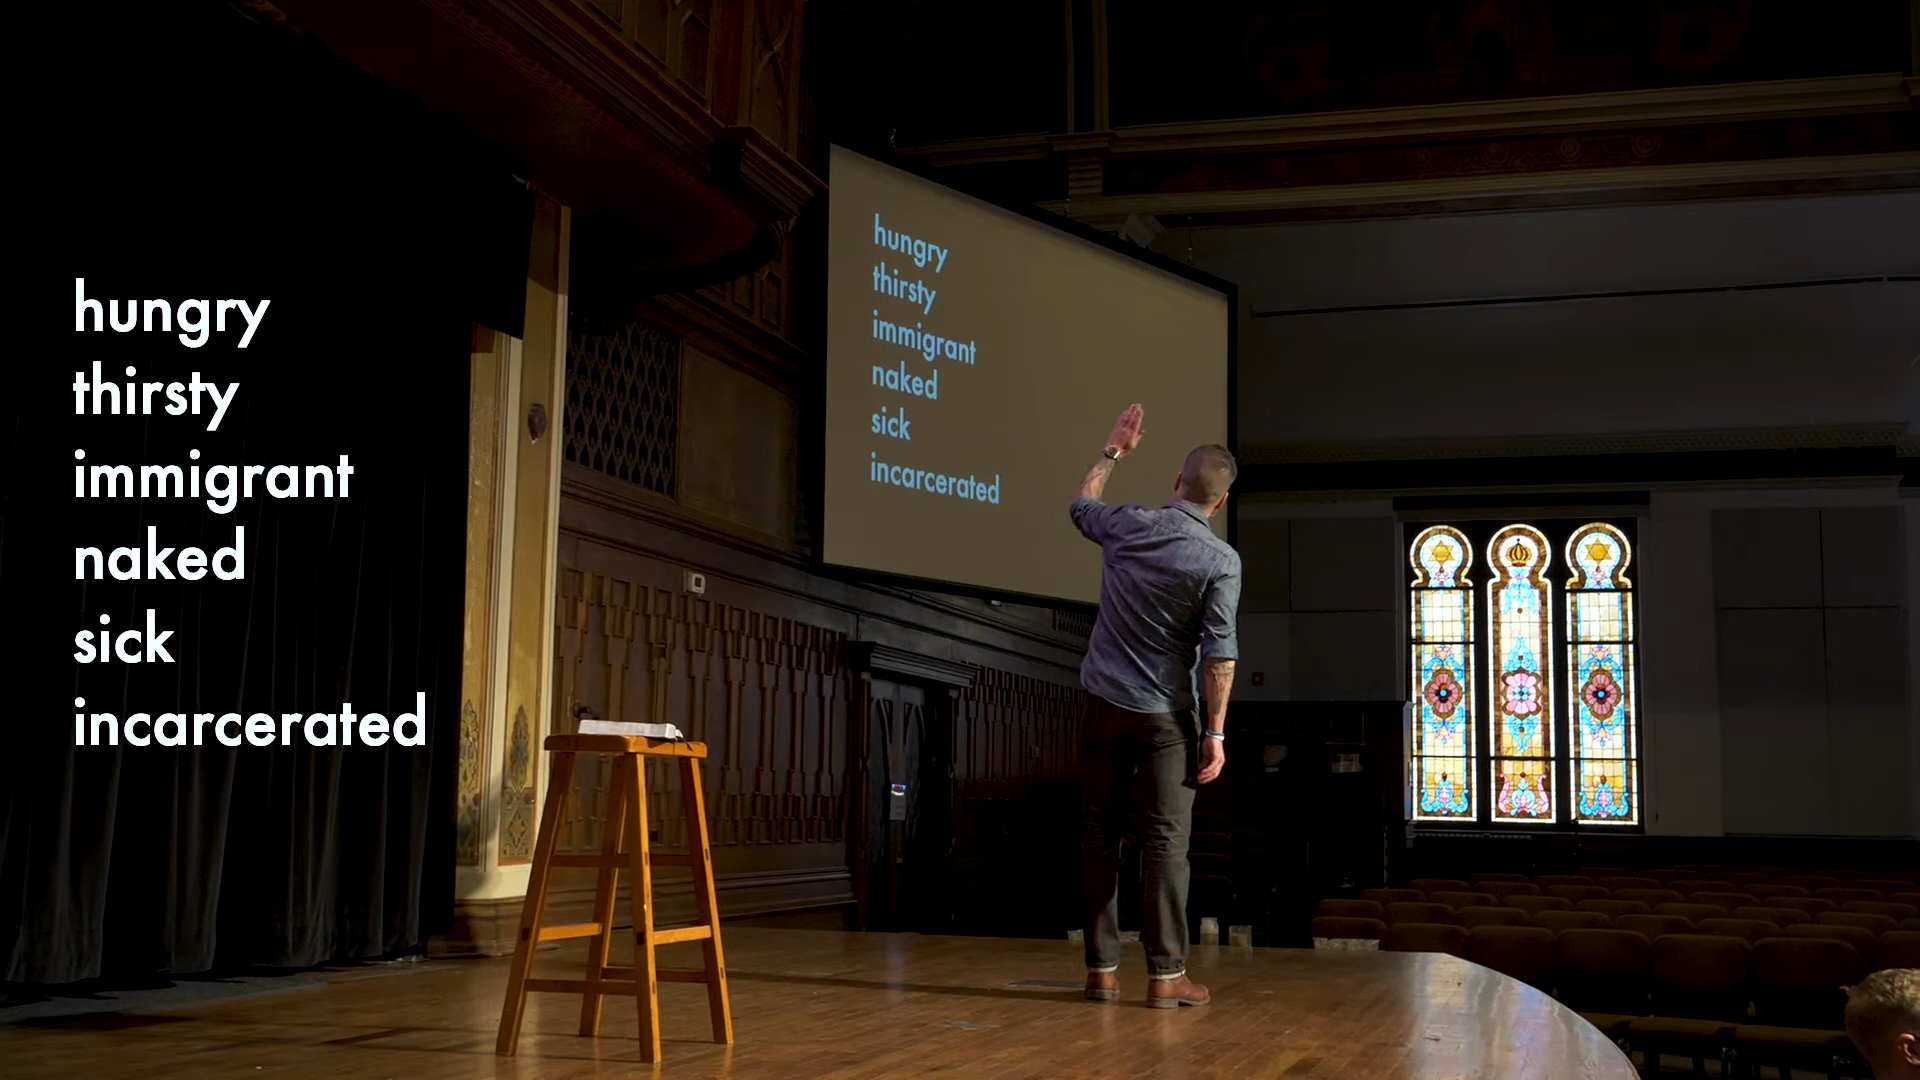 hungry
thirsty
immigrant
naked
sick
incarcerated
hungry
thirsty
immigrant
naked
sick
incarcerated